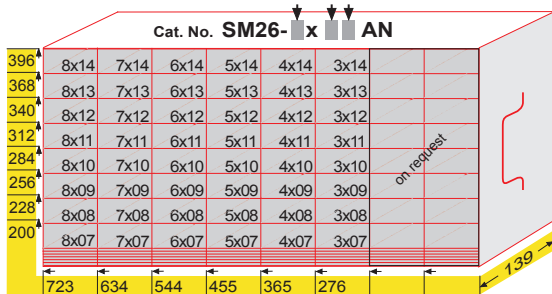 Cat. No. SM26- x AN
396 8x14 7x14 6x14 5x14 4x14 3x14
368 8x13 7x13 6x13 5x13 4x13 3x13
340 8x12 7x12 6x12 5x12 4x12 3x12
312 8x11 7x11 6x11 5x11 4x11 3x11
284 8x10 7x10 6x10 5x10 4x10 3x10
256 8x09 7x09 6x09 5x09 4x09 3x09
228 8x08 7x08 6x08 5x08 4x08 3x08
200 8x07 7x07 6x07 5x07 4x07 3x07
on request
723 634 544 455 365 276
139